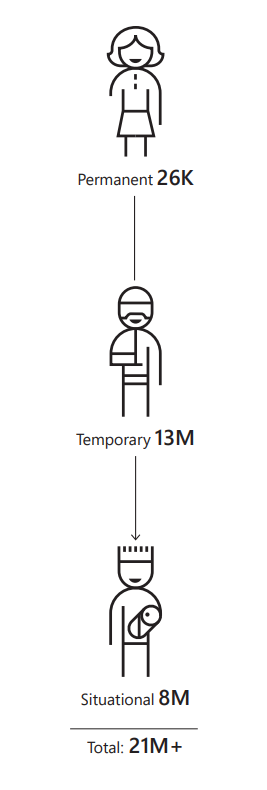 Permanent 26K
Temporary 13M
Situational 8M
Total: 21M+